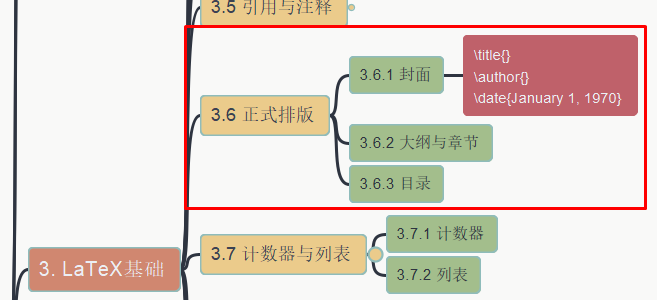 3.5 引用与注释
3.6 正式排版
3.6.1 封面
\title{}
\author{}
\date{January 1, 1970}
3.6.2 大纲与章节
3.6.3 目录
3. LaTeX基础
3.7 计数器与列表
3.7.1 计数器
3.7.2 列表